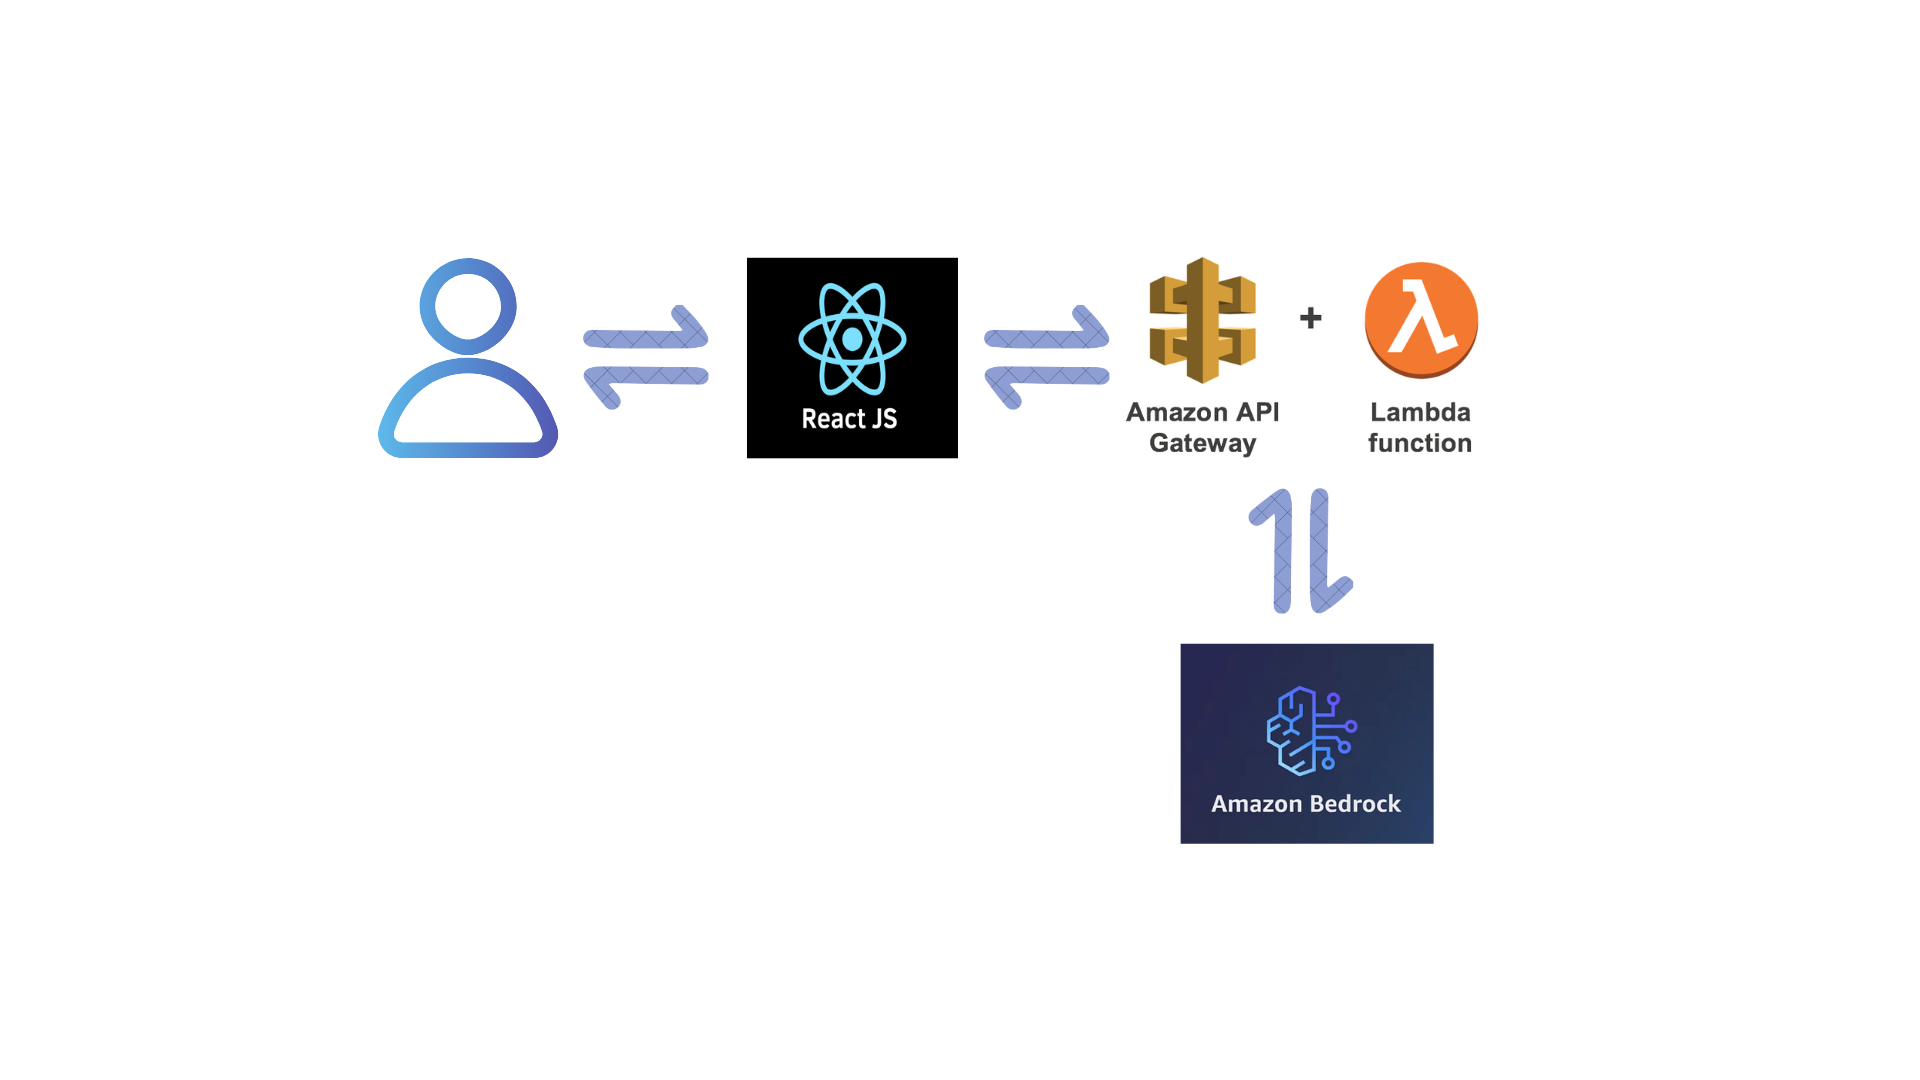 React JS
+
Amazon API
Gateway
Lambda
function
Amazon Bedrock